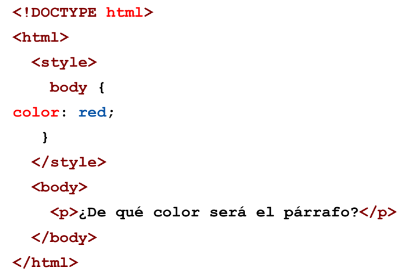 <!DOCTYPE html>
<html>
<style>
body {
color: red;
}
</style>
<body>
<p>¿De qué color será el párrafo?</p>
</body>
</html>